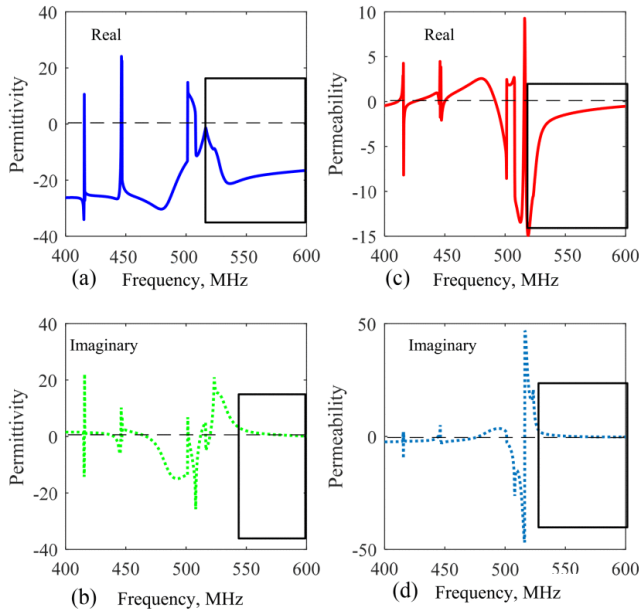 40
Real
20
0
-20
-40
Permittivity
400
450
500
550
600
(a)
Frequency, MHz
10
Real
5
0
-5
-10
-15
Permeability
400
450
500
550
600
(c)
Frequency, MHz
40
Imaginary
20
0
-20
-40
Permittivity
400
450
500
550
600
(b)
Frequency, MHz
50
Imaginary
0
-50
Permeability
400
450
500
550
600
(d)
Frequency, MHz